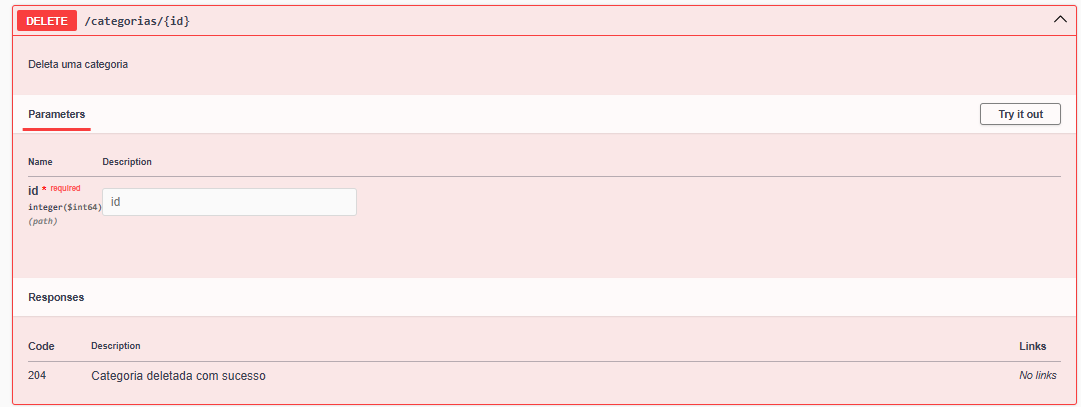 DELETE /categorias/{id}
Deleta uma categoria
Parameters Try it out
Name Description
id * required
integer($int64) id
(path)
Responses
Code Description Links
204 Categoria deletada com sucesso No links